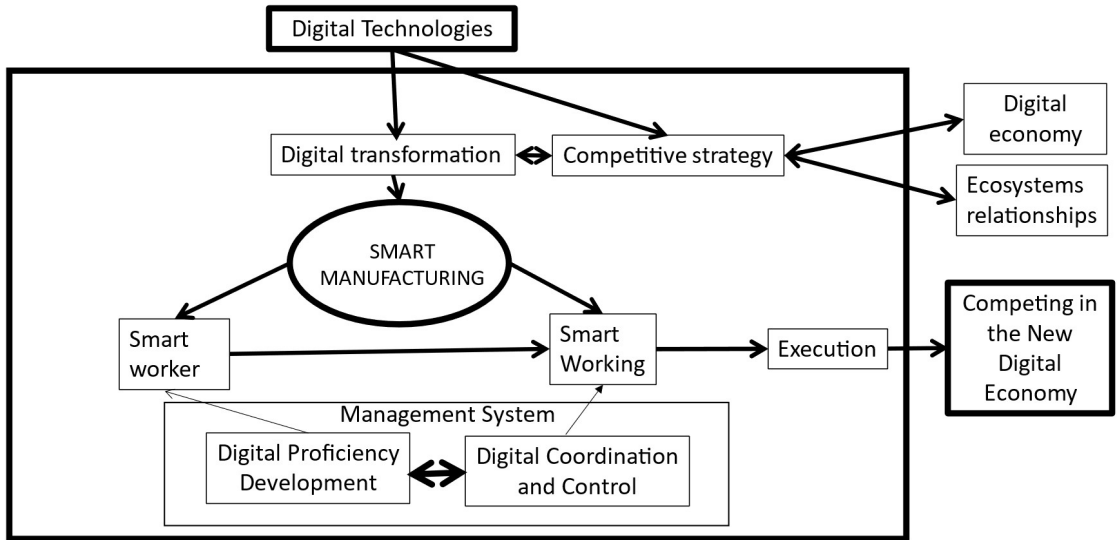 Digital Technologies
Digital
economy
Digital transformation
Competitive strategy
Ecosystems
relationships
SMART
MANUFACTURING
Competing in
the New
Digital
Economy
Smart
worker
Smart
Working
Execution
Management System
Digital Proficiency
Development
Digital Coordination
and Control